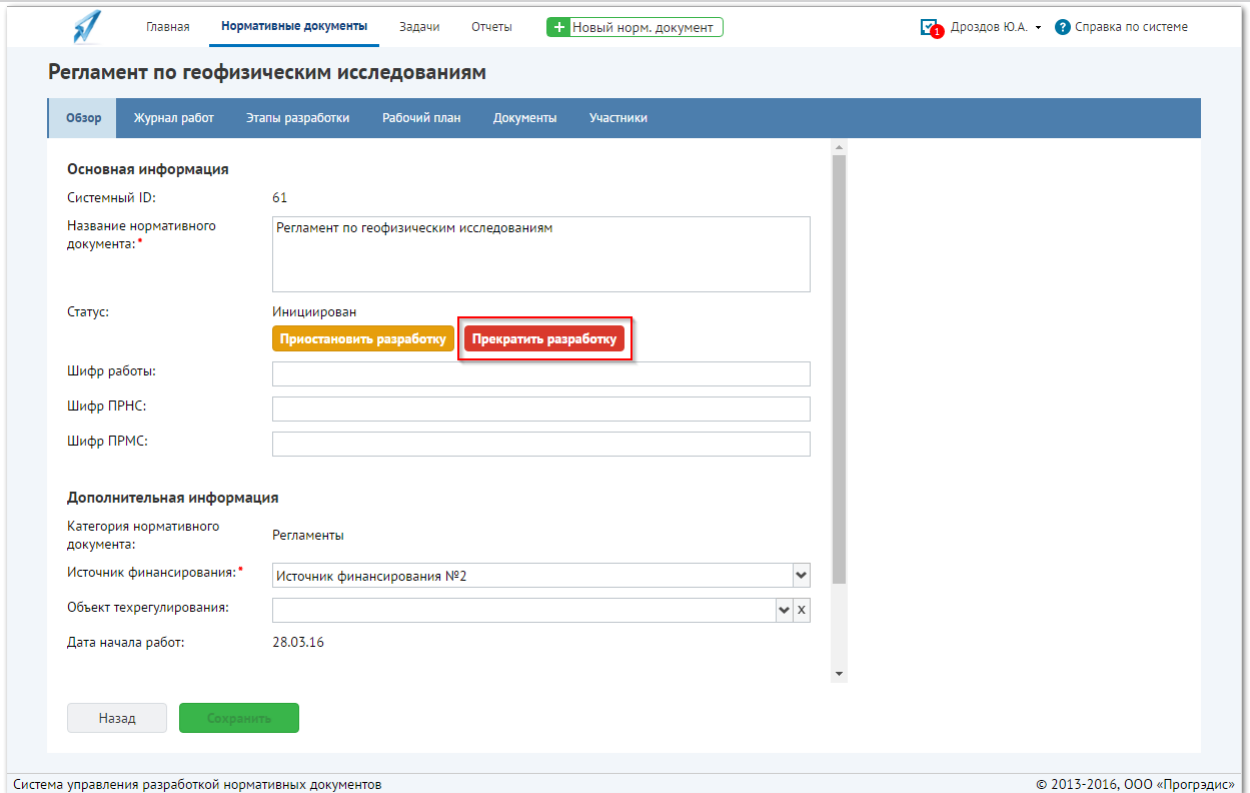 Главная Нормативные документы Задачи Отчеты + Новый норм. документ 1 Дроздов Ю.А. ? Справка по системе
Регламент по геофизическим исследованиям
Обзор Журнал работ Этапы разработки Рабочий план Документы Участники
Основная информация
Системный ID: 61
Название нормативного
документа:* Регламент по геофизическим исследованиям
Статус: Инициирован
Приостановить разработку Прекратить разработку
Шифр работы:
Шифр ПРНС:
Шифр ПРМС:
Дополнительная информация
Категория нормативного
документа: Регламенты
Источник финансирования:* Источник финансирования №2
Объект техрегулирования: x
Дата начала работ: 28.03.16
Назад Сохранить
Система управления разработкой нормативных документов © 2013-2016, ООО «Прогрэдис»